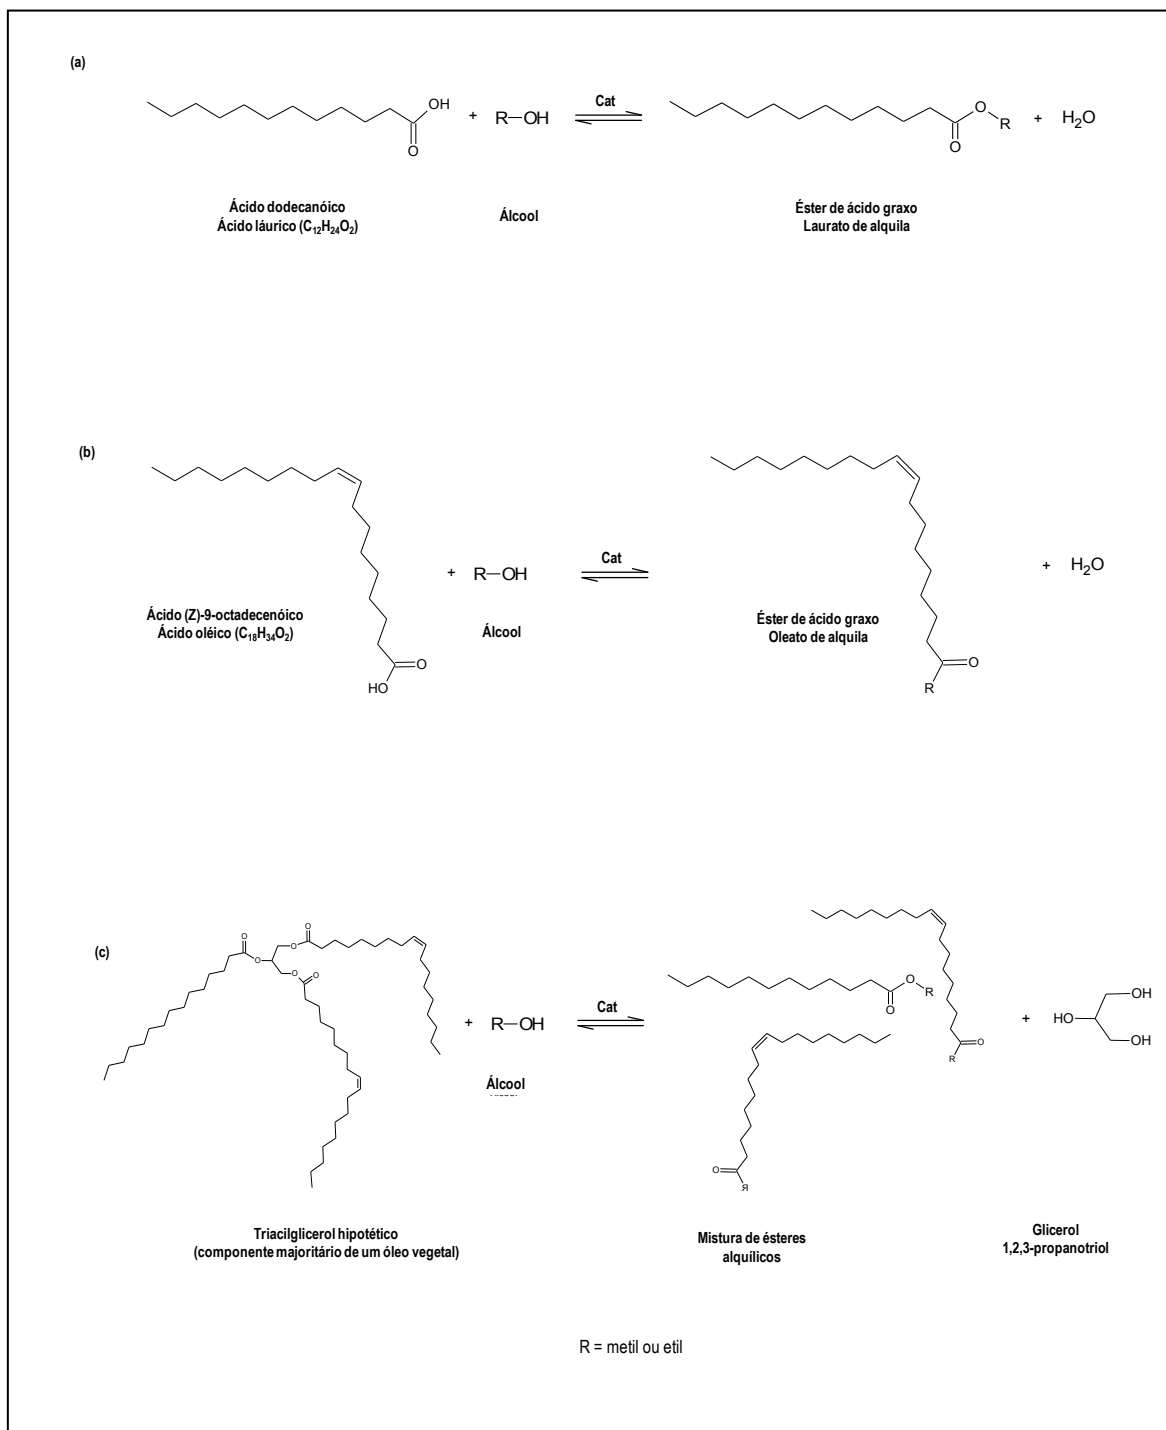 (a)
OH
O
+ R—OH
Cat
O
R
O
+ H₂O
Ácido dodecanóico
Ácido láurico (C₁₂H₂₄O₂)
Álcool
Éster de ácido graxo
Laurato de alquila
(b)
Cat
+ R—OH
+ H₂O
Ácido (Z)-9-octadecenóico
Ácido oléico (C₁₈H₃₄O₂)
Álcool
Éster de ácido graxo
Oleato de alquila
O
HO
O
R
(c)
O
O
O
O
O
O
+ R—OH
Cat
Álcool
O
R
O
O
R
O
R
+
OH
HO
OH
Triacilglicerol hipotético
(componente majoritário de um óleo vegetal)
Mistura de ésteres
alquílicos
Glicerol
1,2,3-propanotriol
R = metil ou etil